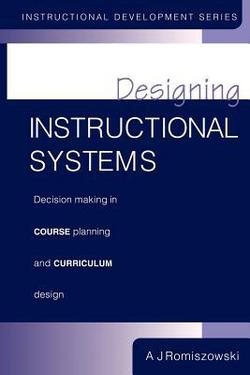 INSTRUCTIONAL DEVELOPMENT SERIES
Designing
INSTRUCTIONAL
SYSTEMS
Decision making in
COURSE planning
and CURRICULUM
design
A J Romiszowski